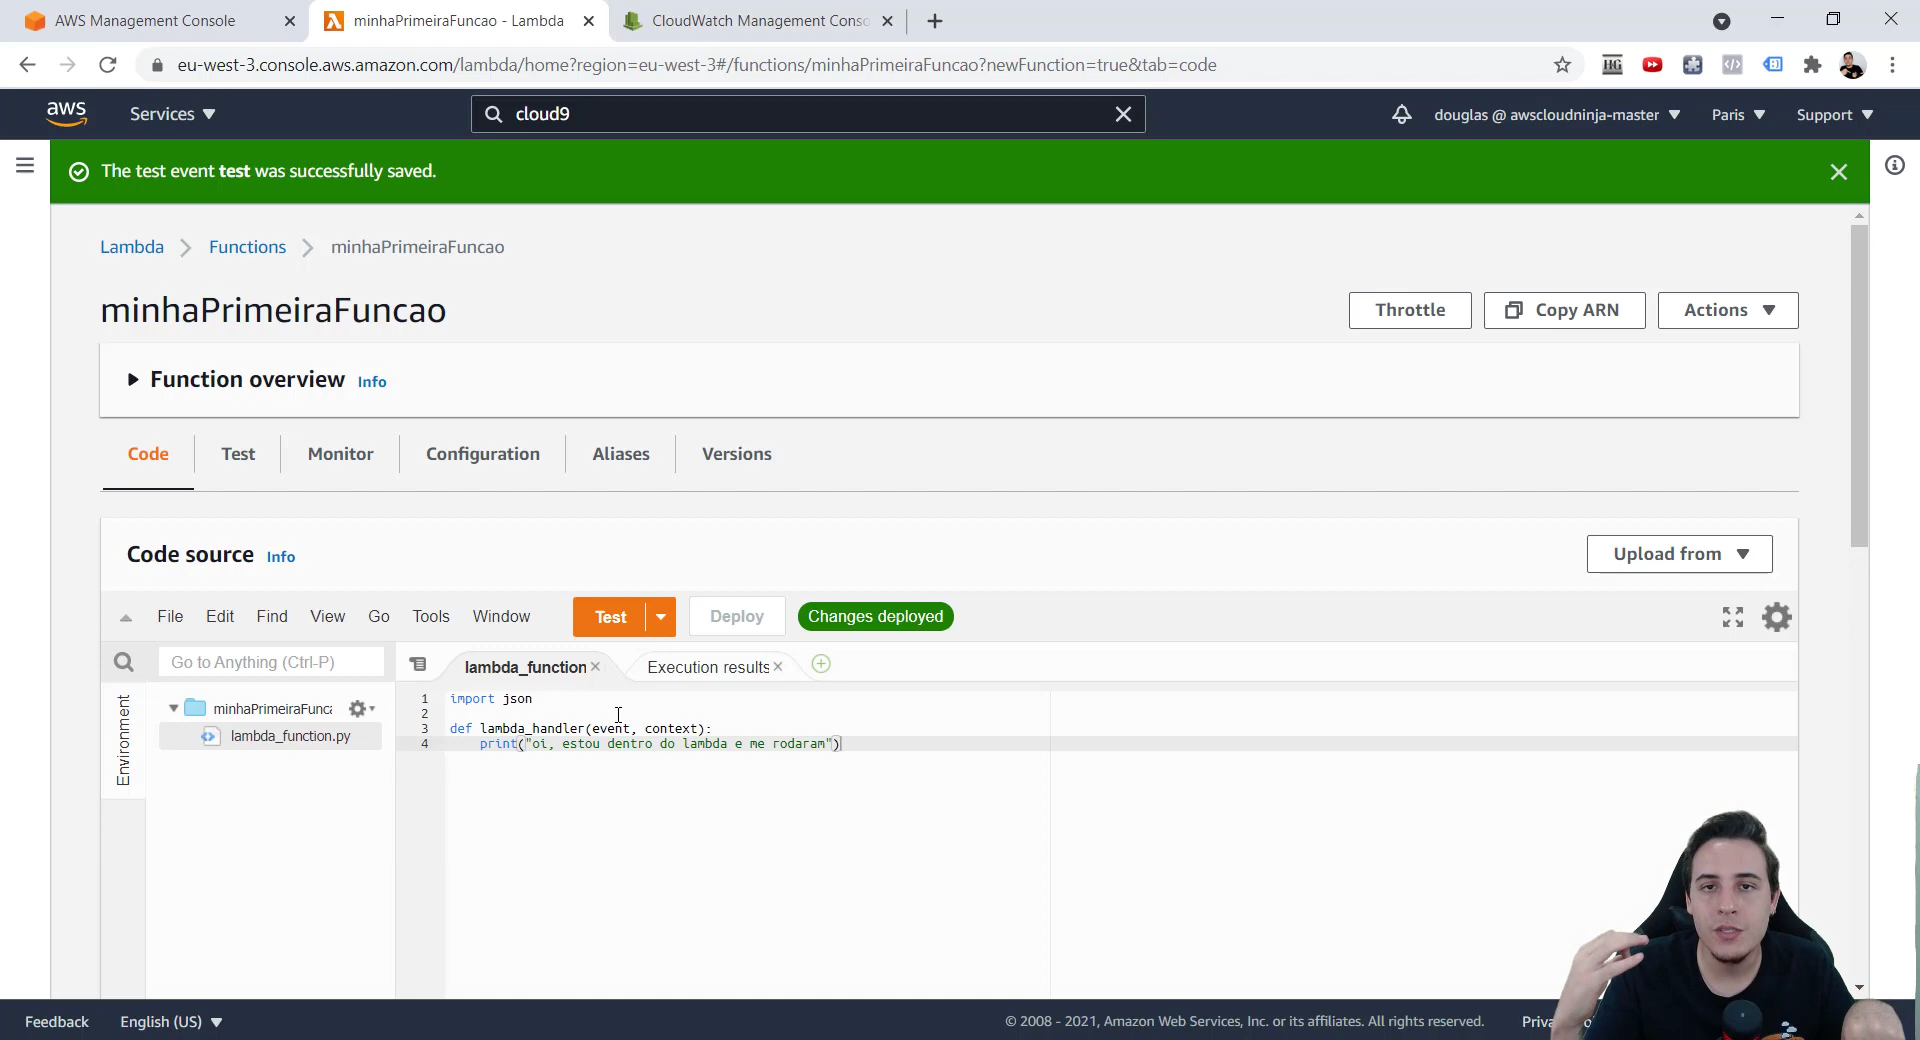 AWS Management Console
minhaPrimeiraFuncao - Lambda
CloudWatch Management Conso
eu-west-3.console.aws.amazon.com/lambda/home?region=eu-west-3#/functions/minhaPrimeiraFuncao?newFunction=true&tab=code
aws
Services
cloud9
douglas @ awscloudninja-master
Paris
Support
The test event test was successfully saved.
Lambda
Functions
minhaPrimeiraFuncao
minhaPrimeiraFuncao
Throttle
Copy ARN
Actions
Function overview
Info
Code
Test
Monitor
Configuration
Aliases
Versions
Code source
Info
Upload from
File
Edit
Find
View
Go
Tools
Window
Test
Deploy
Changes deployed
Go to Anything (Ctrl-P)
lambda_function
Execution results
Environment
minhaPrimeiraFunca
lambda_function.py
1 import json
2
3 def lambda_handler(event, context):
4 print("oi, estou dentro do lambda e me rodaram")
Feedback
English (US)
© 2008 - 2021, Amazon Web Services, Inc. or its affiliates. All rights reserved.